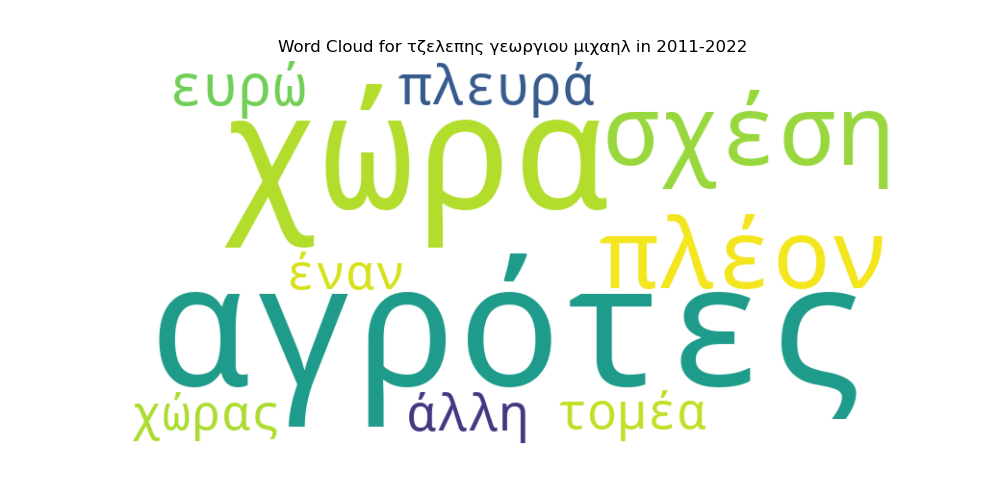 Word Cloud for τζελεπης γεωργιου μιχαηλ in 2011-2022
ευρώ πλευρά
χώρα σχέση
έναν πλέον
αγρότες
χώρας άλλη τομέα